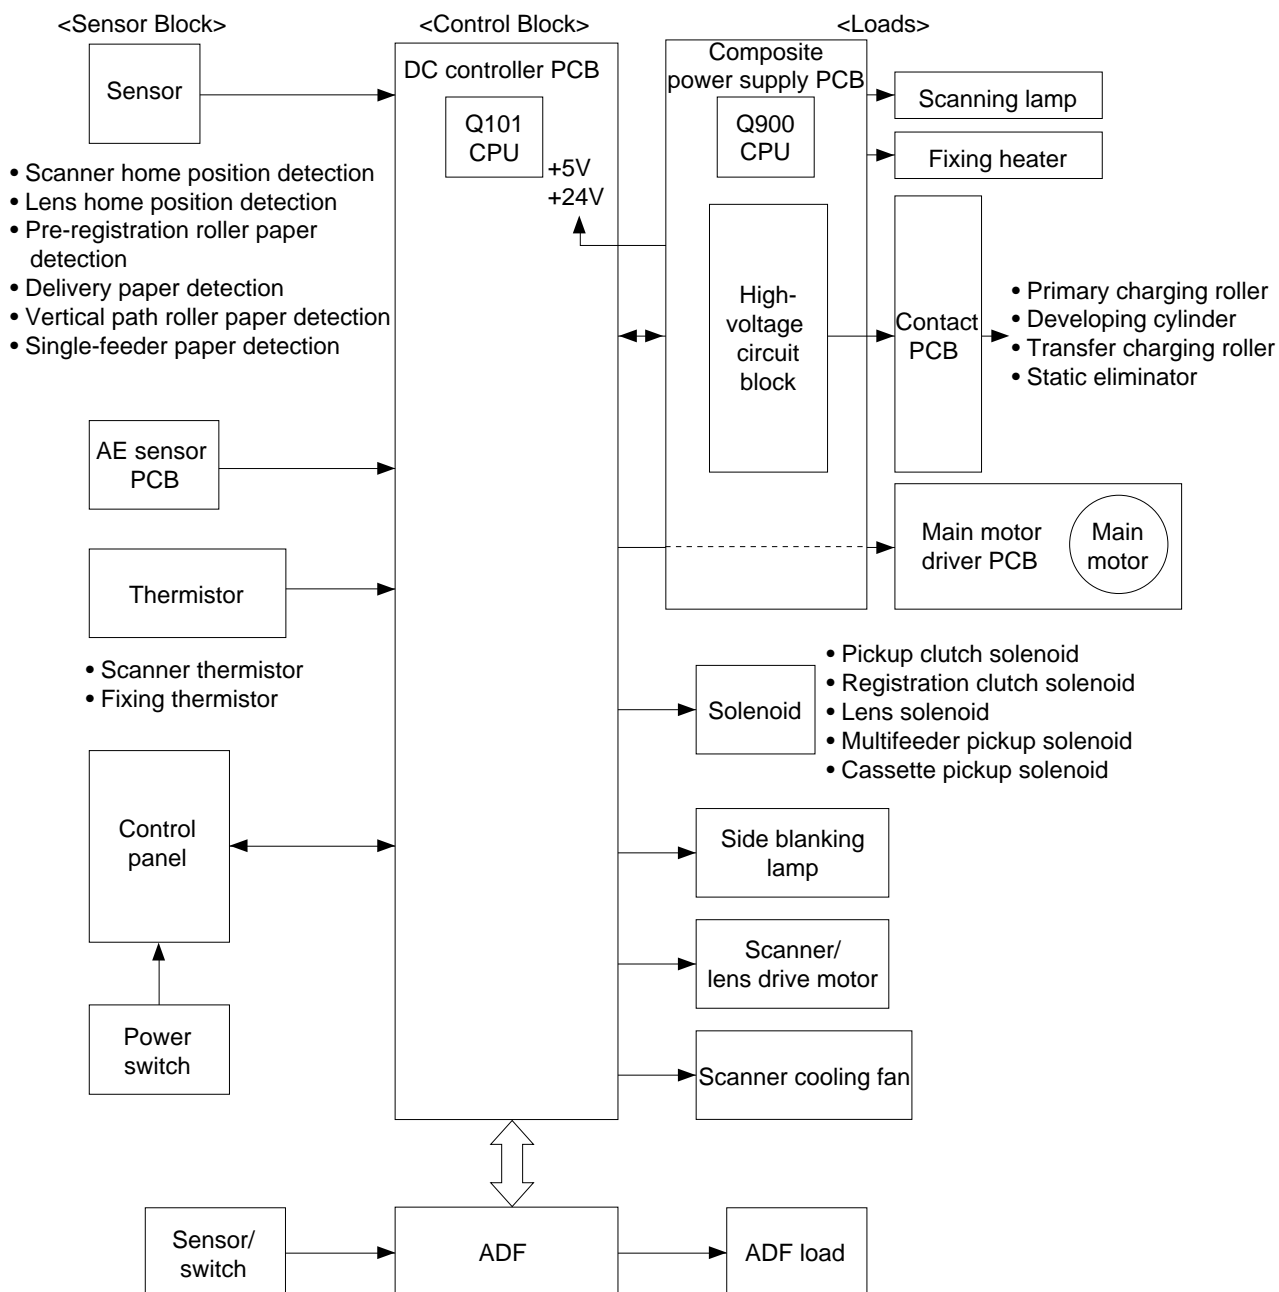 <Sensor Block>
<Control Block>
<Loads>
Sensor
• Scanner home position detection
• Lens home position detection
• Pre-registration roller paper
detection
• Delivery paper detection
• Vertical path roller paper detection
• Single-feeder paper detection
AE sensor
PCB
Thermistor
• Scanner thermistor
• Fixing thermistor
Control
panel
Power
switch
DC controller PCB
Q101
CPU
+5V
+24V
Composite
power supply PCB
Q900
CPU
High-
voltage
circuit
block
Scanning lamp
Fixing heater
Contact
PCB
• Primary charging roller
• Developing cylinder
• Transfer charging roller
• Static eliminator
Main motor
driver PCB
Main
motor
Solenoid
• Pickup clutch solenoid
• Registration clutch solenoid
• Lens solenoid
• Multifeeder pickup solenoid
• Cassette pickup solenoid
Side blanking
lamp
Scanner/
lens drive motor
Scanner cooling fan
Sensor/
switch
ADF
ADF load